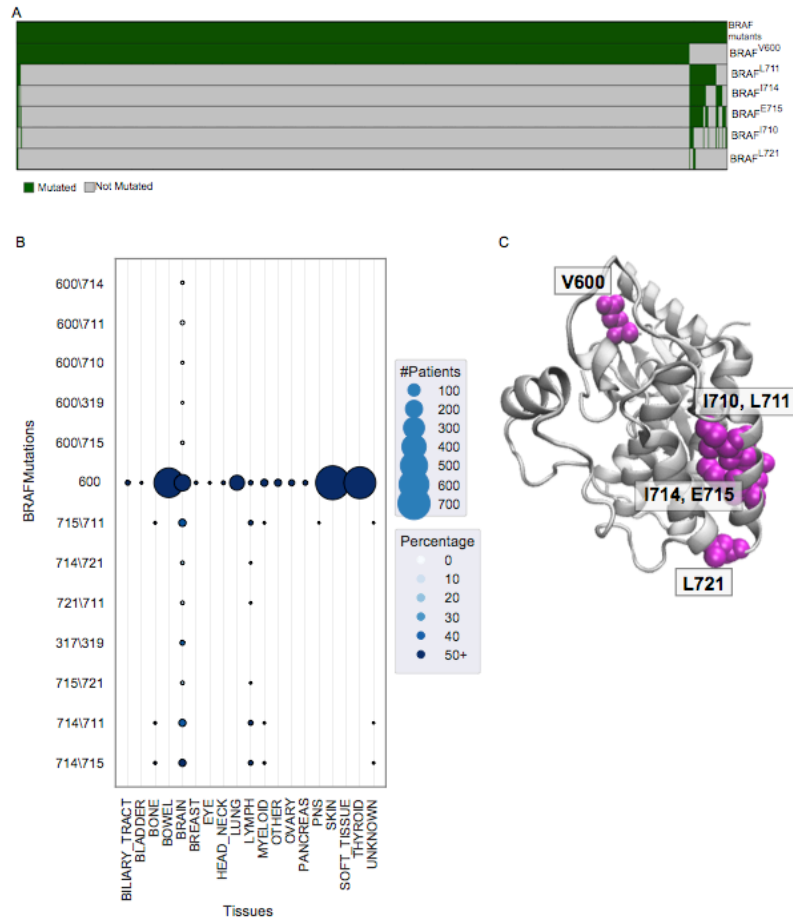 A
BRAF
mutants
BRAF^V600
BRAF^L711
BRAF^I714
BRAF^E715
BRAF^I710
BRAF^L721
Mutated Not Mutated
B
BRAFMutations
600\714
600\711
600\710
600\319
600\715
600
715\711
714\721
721\711
317\319
715\721
714\711
714\715
BILIARY_TRACT
BLADDER
BONE
BOWEL
BRAIN
BREAST
EYE
HEAD_NECK
LUNG
LYMPH
MYELOID
OTHER
OVARY
PANCREAS
PNS
SKIN
SOFT_TISSUE
THYROID
UNKNOWN
Tissues
#Patients
100
200
300
400
500
600
700
Percentage
0
10
20
30
40
50+
C
V600
I710, L711
I714, E715
L721